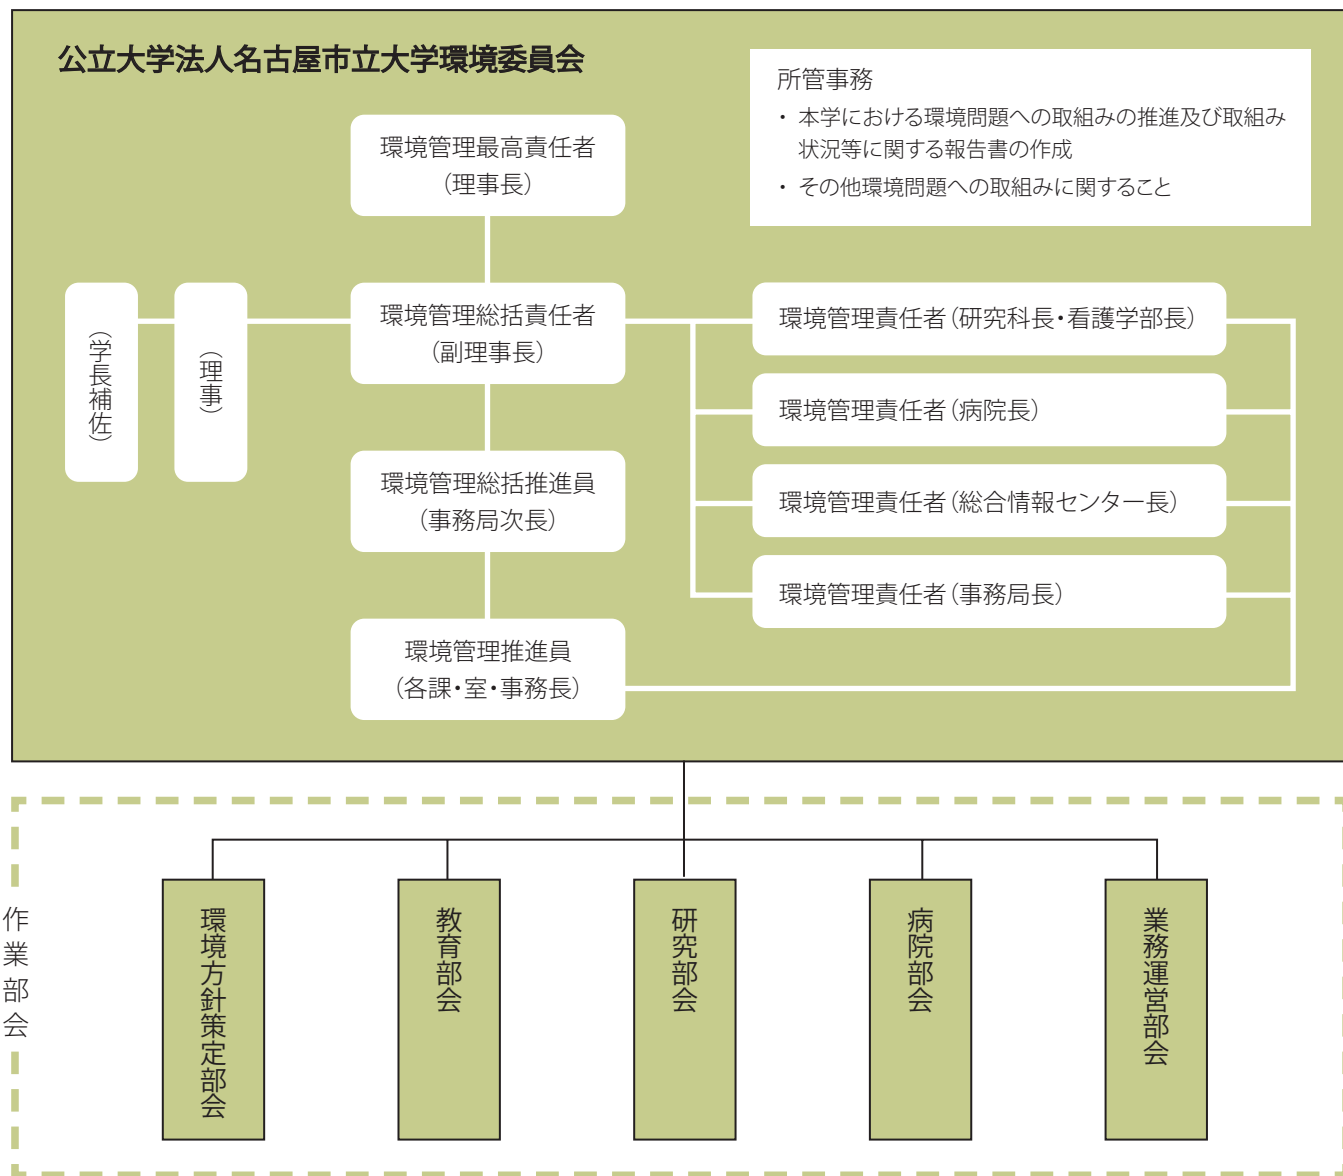 公立大学法人名古屋市立大学環境委員会
所管事務
・ 本学における環境問題への取組みの推進及び取組み
状況等に関する報告書の作成
・ その他環境問題への取組みに関すること
環境管理最高責任者
(理事長)
(学長補佐)
(理事)
環境管理総括責任者
(副理事長)
環境管理総括推進員
(事務局次長)
環境管理推進員
(各課・室・事務長)
環境管理責任者(研究科長・看護学部長)
環境管理責任者(病院長)
環境管理責任者(総合情報センター長)
環境管理責任者(事務局長)
作業部会
環境方針策定部会
教育部会
研究部会
病院部会
業務運営部会